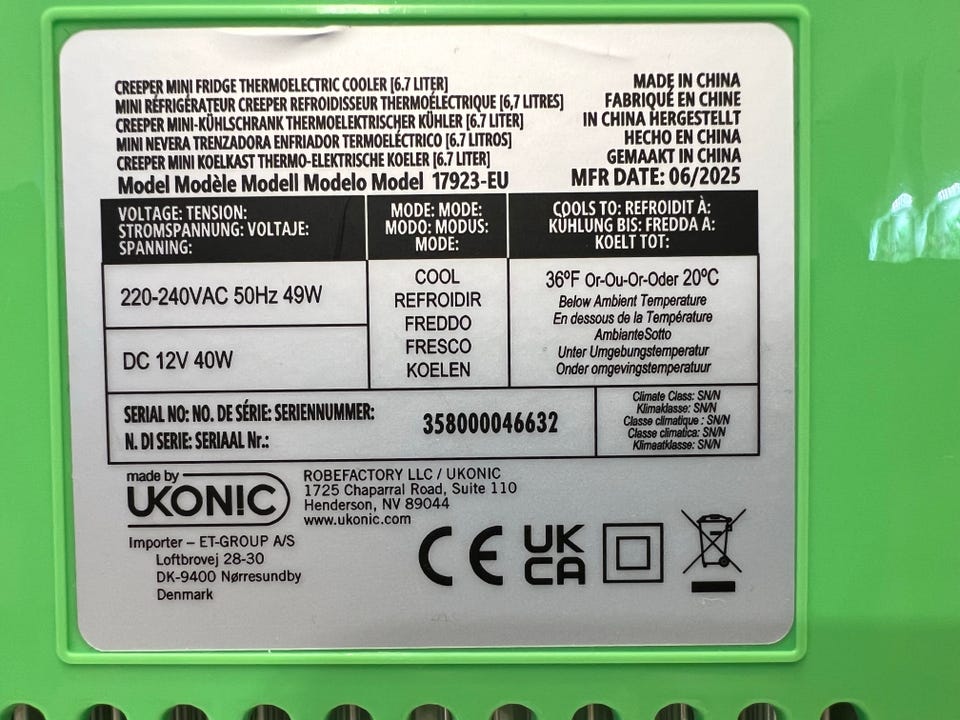 CREEPER MINI FRIDGE THERMOELECTRIC COOLER [6.7 LITER]
MINI RÉFRIGÉRATEUR CREEPER REFROIDISSEUR THERMOÉLECTRIQUE [6,7 LITRES]
CREEPER MINI-KÜHLSCHRANK THERMOELEKTRISCHER KÜHLER [6.7 LITER]
MINI NEVERA TRENZADORA ENFRIADOR TERMOELÉCTRICO [6.7 LITROS]
CREEPER MINI KOELKAST THERMO-ELEKTRISCHE KOELER [6.7 LITER]
Model Modèle Modell Modelo Model 17923-EU
MADE IN CHINA
FABRIQUÉ EN CHINE
IN CHINA HERGESTELLT
HECHO EN CHINA
GEMAAKT IN CHINA
MFR DATE: 06/2025
VOLTAGE: TENSION:
STROMSPANNUNG: VOLTAJE:
SPANNING:
MODE: MODE:
MODO: MODUS:
MODE:
COOLS TO: REFROIDIT À:
KÜHLUNG BIS: FREDDA A:
KOELT TOT:
220-240VAC 50Hz 49W
DC 12V 40W
COOL
REFROIDIR
FREDDO
FRESCO
KOELEN
36ºF Or-Ou-Or-Oder 20ºC
Below Ambient Temperature
En dessous de la Température
AmbianteSotto
Unter Umgebungstemperatur
Onder omgevingstemperatuur
SERIAL NO: NO. DE SÉRIE: SERIENNUMMER:
N. DI SERIE: SERIAAL Nr.:
358000046632
Climate Class: SN/N
Klimaklasse: SN/N
Classe climatique : SN/N
Classe climatica: SN/N
Klimaatklasse: SN/N
made by
UKONIC
ROBEFACTORY LLC / UKONIC
1725 Chaparral Road, Suite 110
Henderson, NV 89044
www.ukonic.com
Importer – ET-GROUP A/S
Loftbrovej 28-30
DK-9400 Nørresundby
Denmark
CE
UK
CA